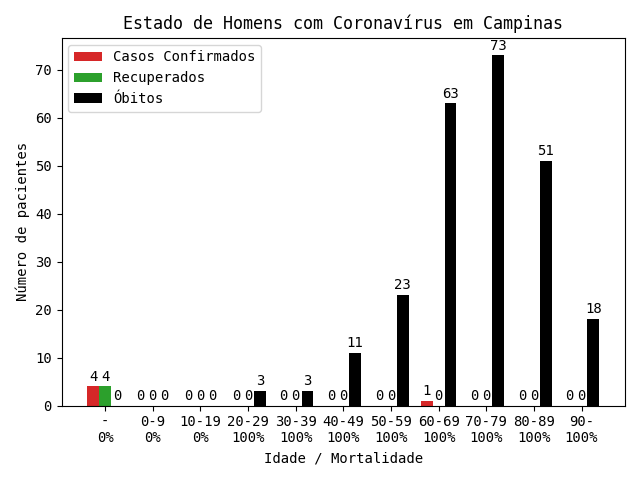 Estado de Homens com Coronavírus em Campinas
Casos Confirmados
Recuperados
Óbitos
Número de pacientes
70
60
50
40
30
20
10
0
4 4 0
0 0 0
0 0 0
0 0 3
0 0 3
0 0 11
0 0 23
1 0 63
0 0 73
0 0 51
0 0 18
- 0-9 10-19 20-29 30-39 40-49 50-59 60-69 70-79 80-89 90-
0% 0% 0% 100% 100% 100% 100% 100% 100% 100% 100%
Idade / Mortalidade